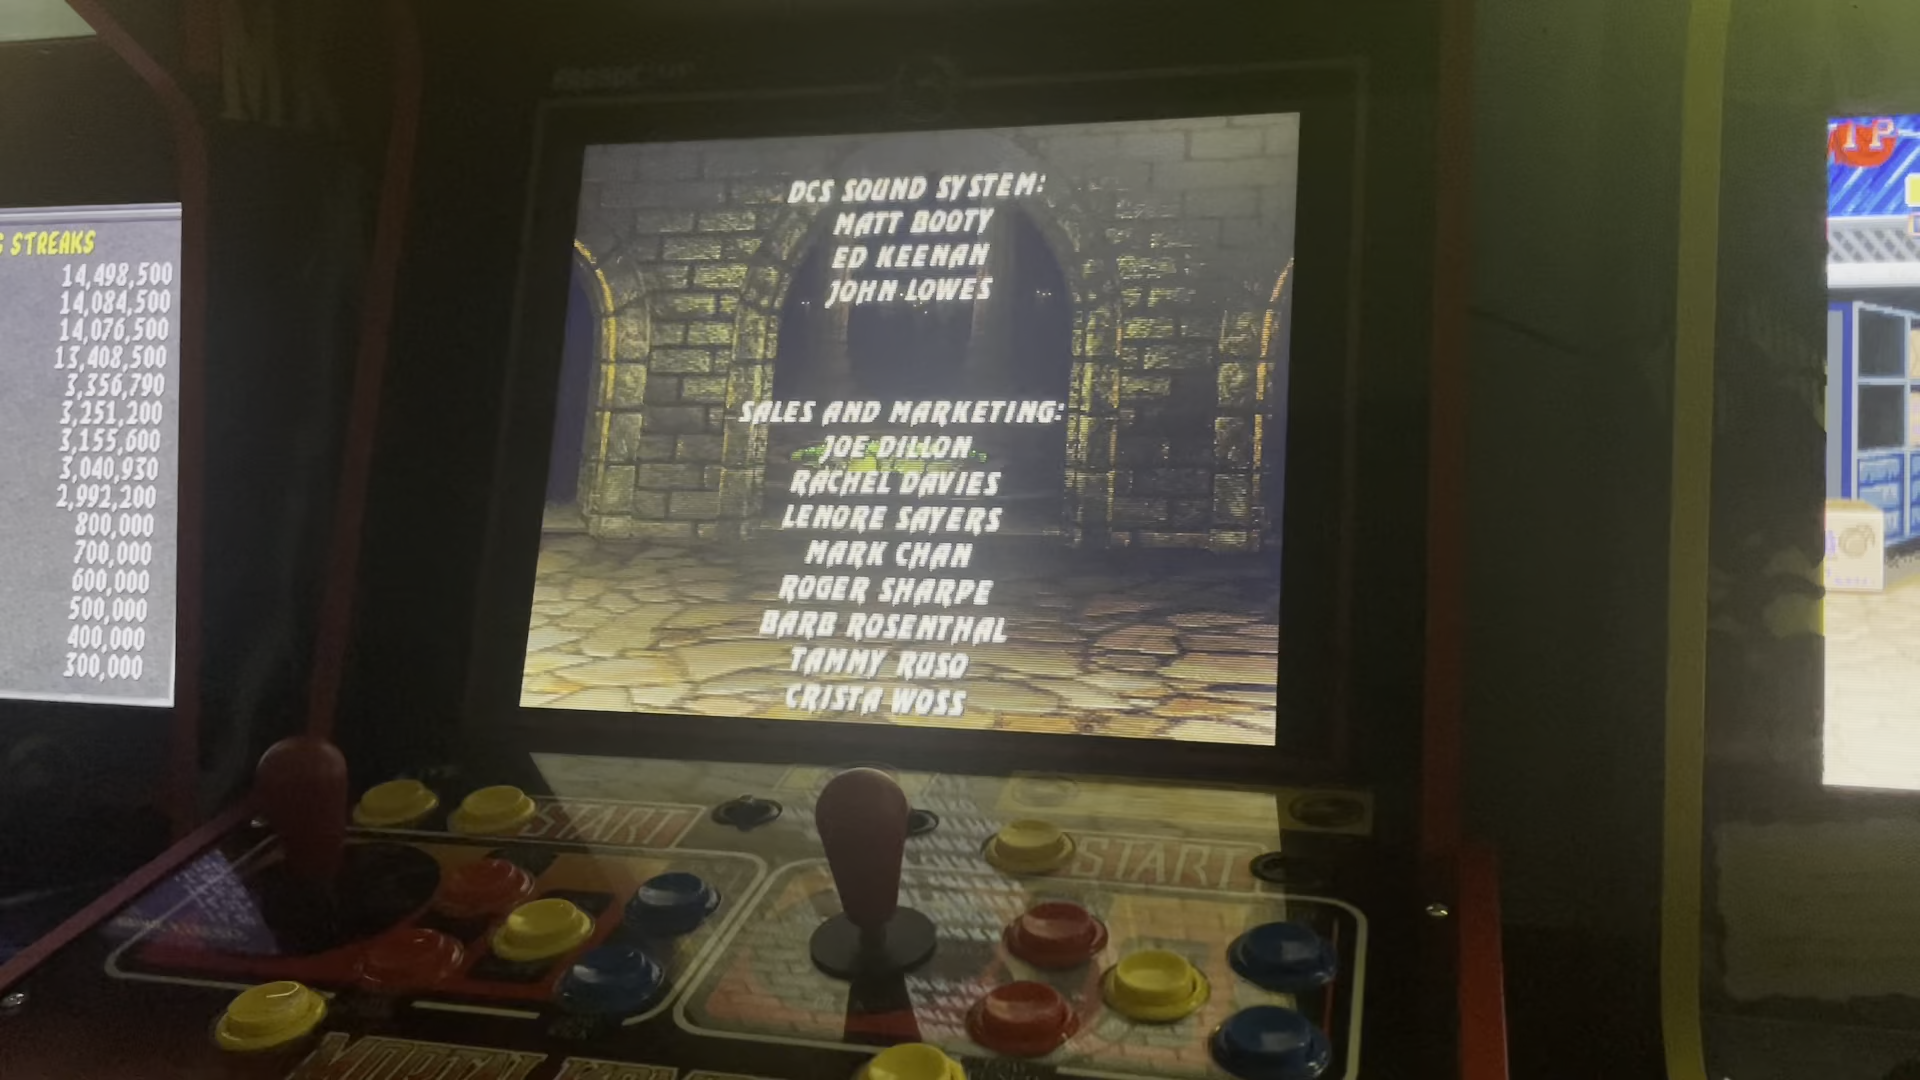 STREAKS
14,498,500
14,084,500
14,076,500
13,408,500
3,356,790
3,251,200
3,155,600
3,040,930
2,992,200
800,000
700,000
600,000
500,000
400,000
300,000
DCS SOUND SYSTEM:
MATT BOOTY
ED KEENAN
JOHN LOWES
SALES AND MARKETING:
JOE DILLON
RACHEL DAVIES
LENORE SAYERS
MARK CHAN
ROGER SHARPE
BARB ROSENTHAL
TAMMY RUSO
CRISTA WOSS
START
START
MORTAL